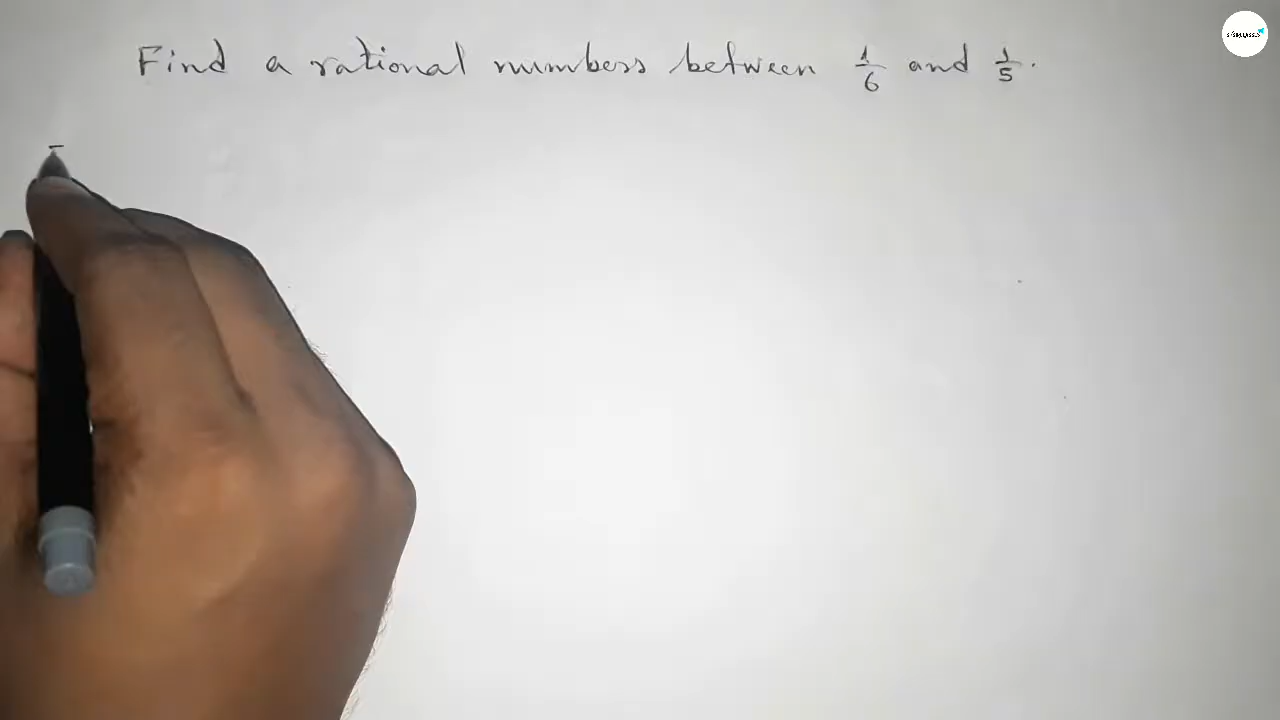 Find a rational numbers between 1/6 and 1/5.